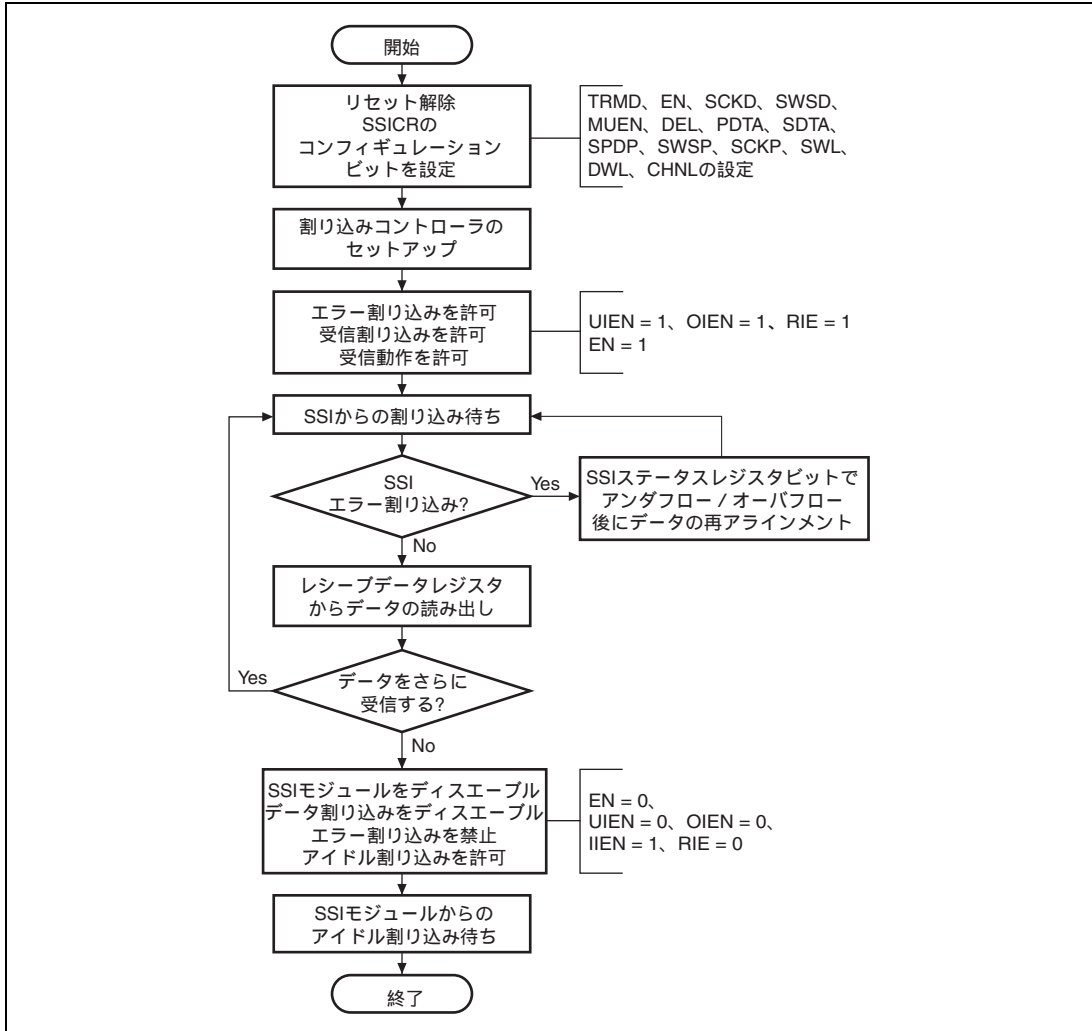 開始
リセット解除
SSICRの
コンフィギュレーション
ビットを設定
TRMD、EN、SCKD、SWSD、
MUEN、DEL、PDTA、SDTA、
SPDP、SWSP、SCKP、SWL、
DWL、CHNLの設定
割り込みコントローラの
セットアップ
エラー割り込みを許可
受信割り込みを許可
受信動作を許可
UIEN = 1、OIEN = 1、RIE = 1
EN = 1
SSIからの割り込み待ち
SSI
エラー割り込み?
Yes
SSIステータスレジスタビットで
アンダフロー / オーバフロー
後にデータの再アラインメント
No
レシーブデータレジスタ
からデータの読み出し
Yes
データをさらに
受信する?
No
SSIモジュールをディスエーブル
データ割り込みをディスエーブル
エラー割り込みを禁止
アイドル割り込みを許可
EN = 0、
UIEN = 0、OIEN = 0、
IIEN = 1、RIE = 0
SSIモジュールからの
アイドル割り込み待ち
終了